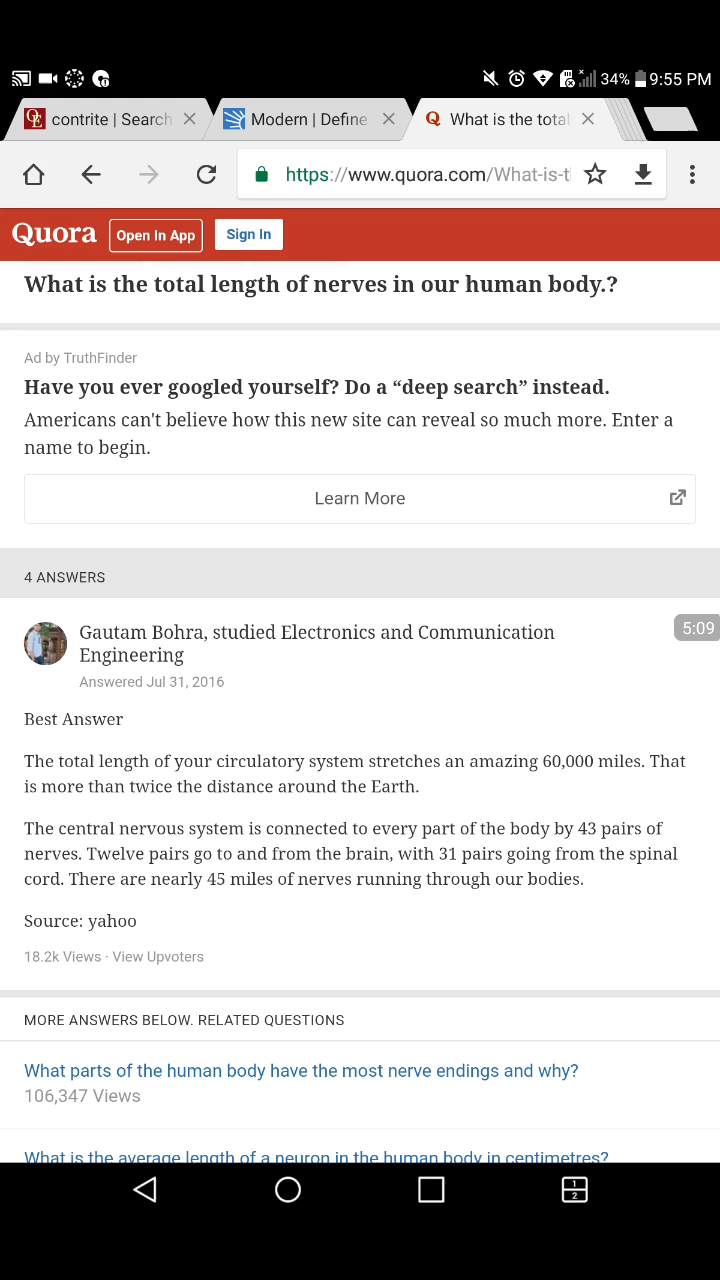 34% 9:55 PM
contrite | Search
Modern | Define
What is the total
https://www.quora.com/What-is-t
Quora
Open In App
Sign In
What is the total length of nerves in our human body.?
Ad by TruthFinder
Have you ever googled yourself? Do a “deep search” instead.
Americans can't believe how this new site can reveal so much more. Enter a
name to begin.
Learn More
4 ANSWERS
Gautam Bohra, studied Electronics and Communication
Engineering
5:09
Answered Jul 31, 2016
Best Answer
The total length of your circulatory system stretches an amazing 60,000 miles. That
is more than twice the distance around the Earth.
The central nervous system is connected to every part of the body by 43 pairs of
nerves. Twelve pairs go to and from the brain, with 31 pairs going from the spinal
cord. There are nearly 45 miles of nerves running through our bodies.
Source: yahoo
18.2k Views · View Upvoters
MORE ANSWERS BELOW. RELATED QUESTIONS
What parts of the human body have the most nerve endings and why?
106,347 Views
What is the average length of a neuron in the human body in centimetres?